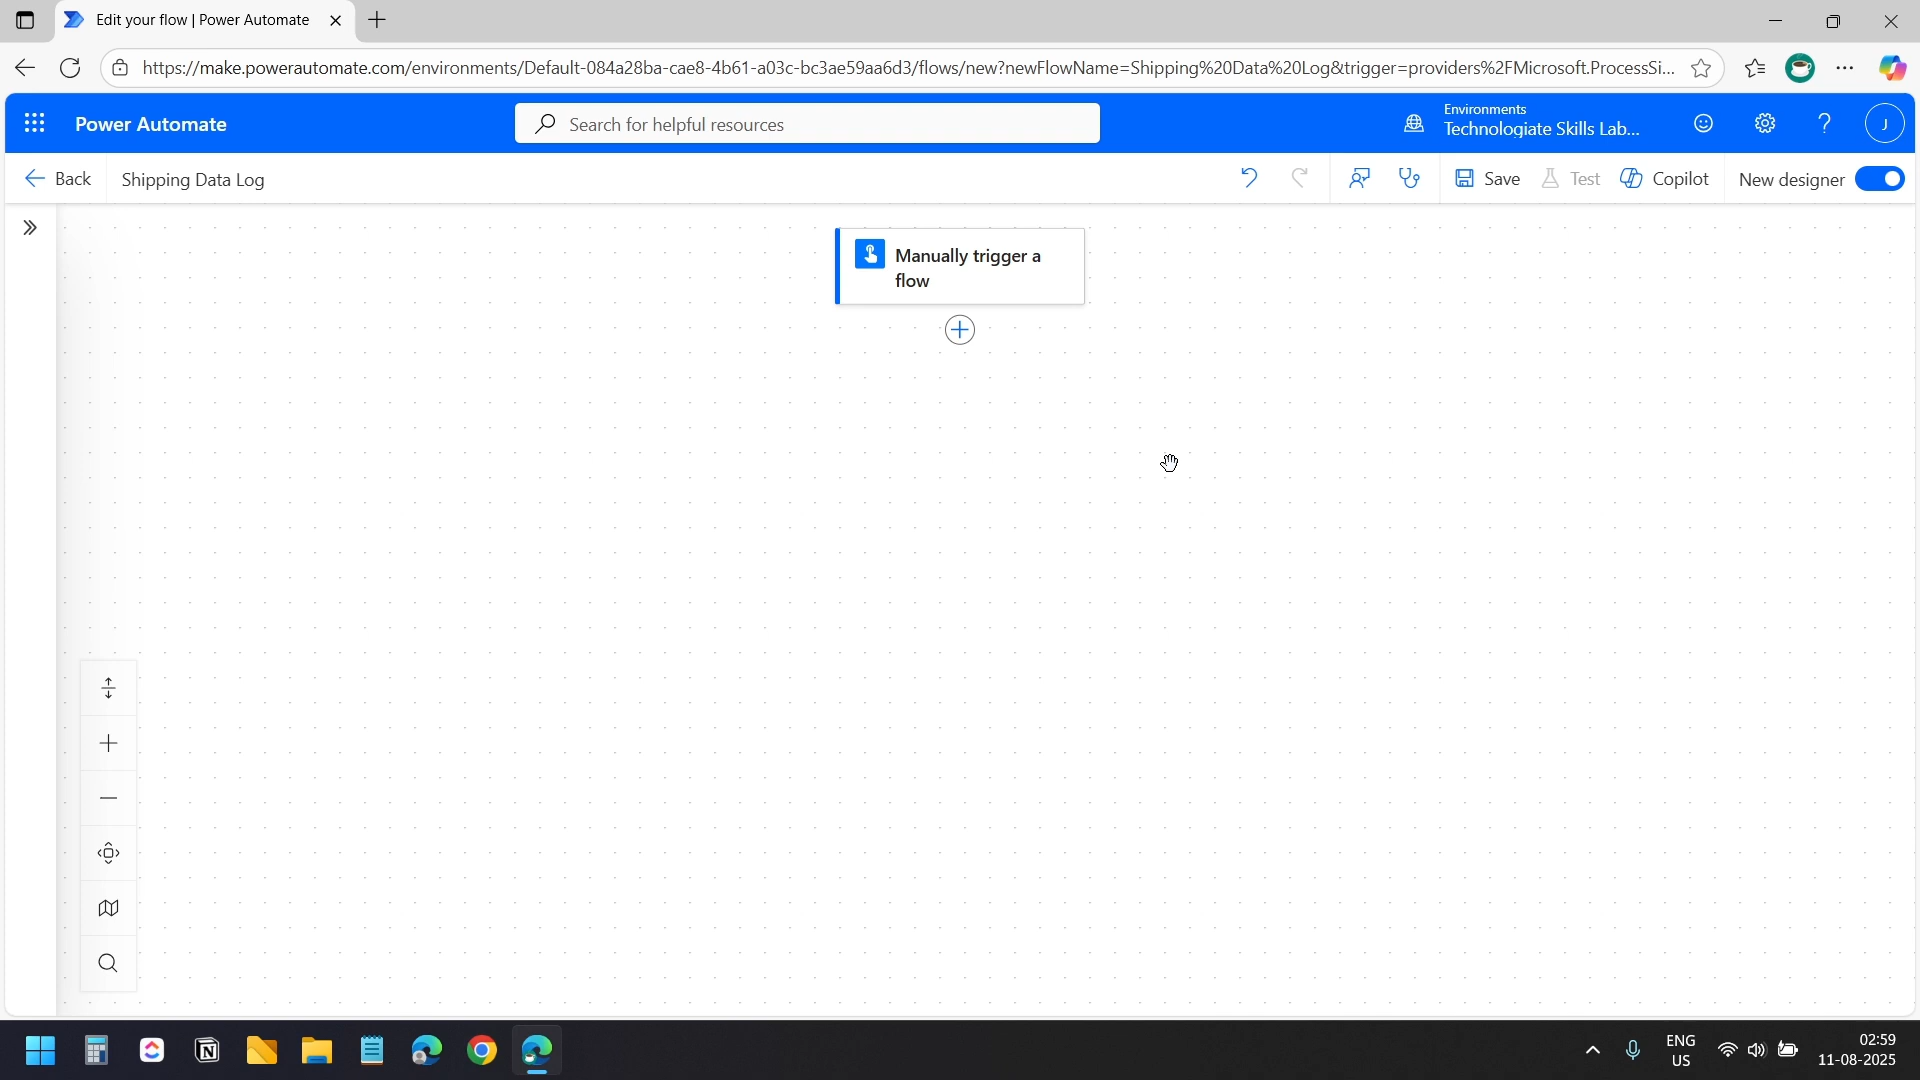 Edit your flow | Power Automate
https://make.powerautomate.com/environments/Default-084a28ba-cae8-4b61-a03c-bc3ae59aa6d3/flows/new?newFlowName=Shipping%20Data%20Log&trigger=providers%2FMicrosoft.ProcessSi...
Power Automate
Search for helpful resources
Environments
Technologiate Skills Lab...
J
Back
Shipping Data Log
Save
Test
Copilot
New designer
Manually trigger a
flow
ENG
US
02:59
11-08-2025